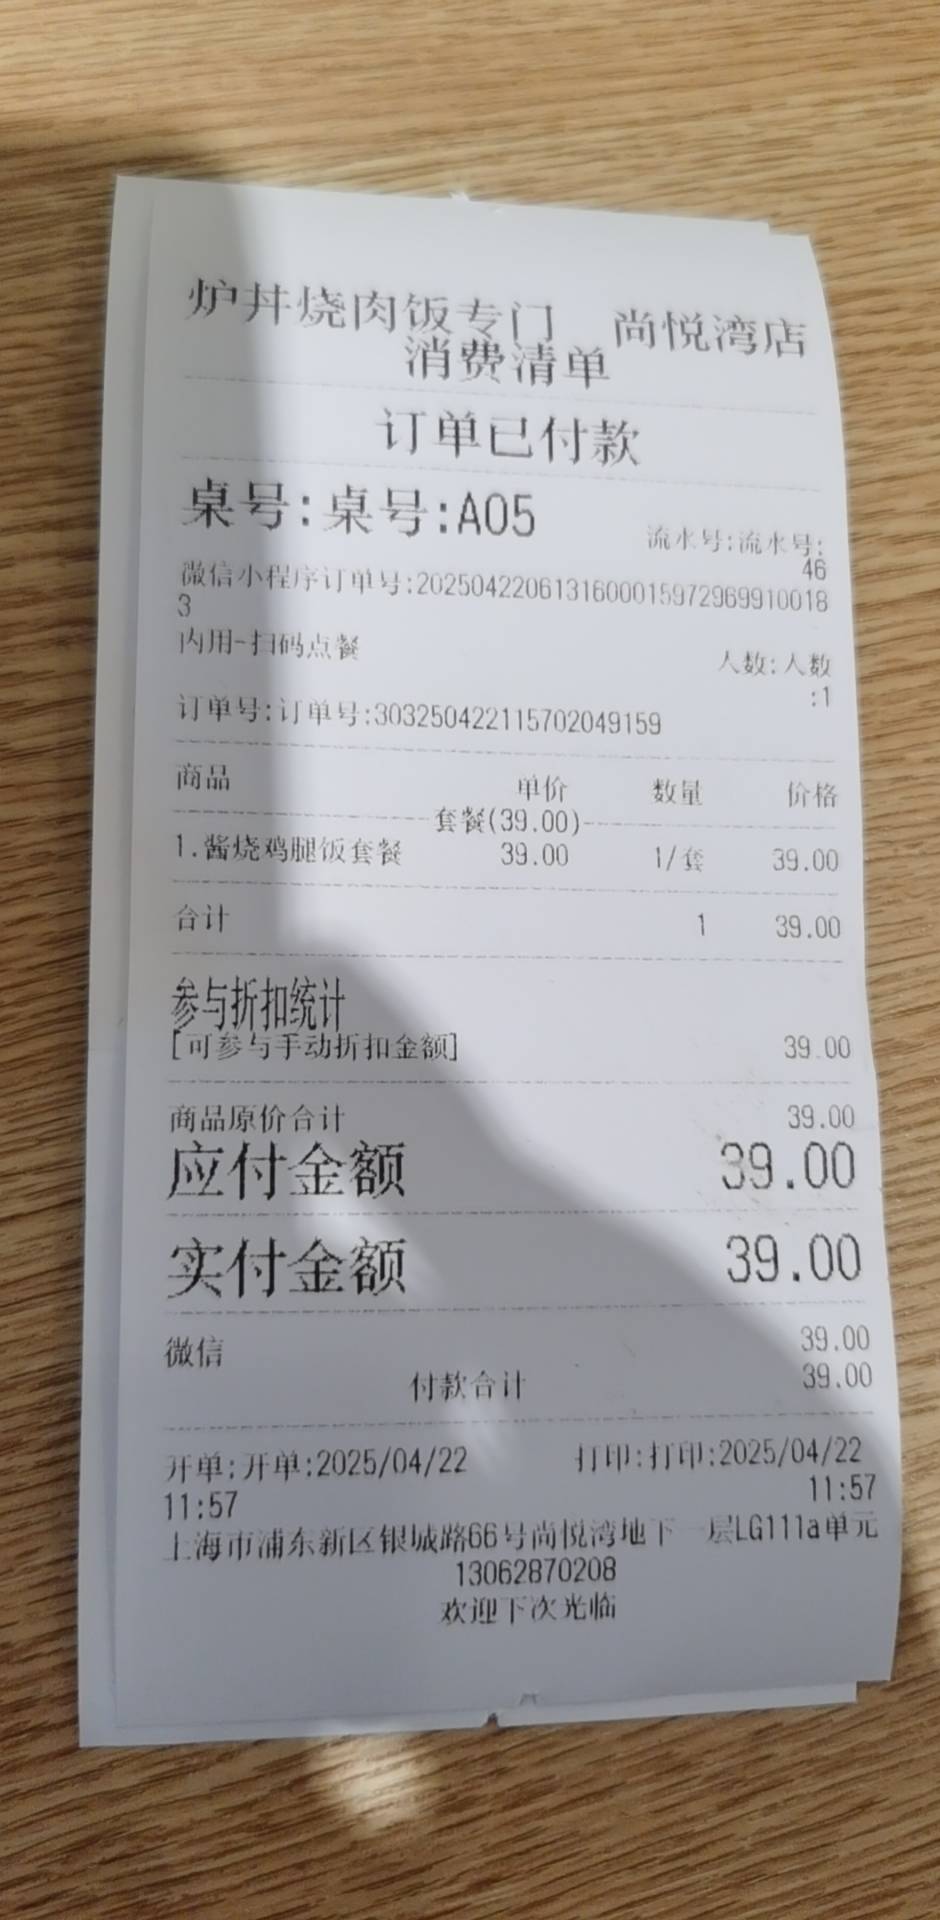 炉丼烧肉饭专门 尚悦湾店
消费清单
订单已付款
桌号:桌号:A05 流水号:流水号:
46
微信小程序订单号:2025042206131600015972969910018
3
内用-扫码点餐 人数:人数
:1
订单号:订单号:303250422115702049159
商品 单价 数量 价格
套餐(39.00)
1.酱烧鸡腿饭套餐 39.00 1/套 39.00
合计 1 39.00
参与折扣统计
[可参与手动折扣金额] 39.00
商品原价合计 39.00
应付金额 39.00
实付金额 39.00
微信 39.00
付款合计 39.00
开单:开单:2025/04/22 打印:打印:2025/04/22
11:57 11:57
上海市浦东新区银城路66号尚悦湾地下一层LG111a单元
13062870208
欢迎下次光临